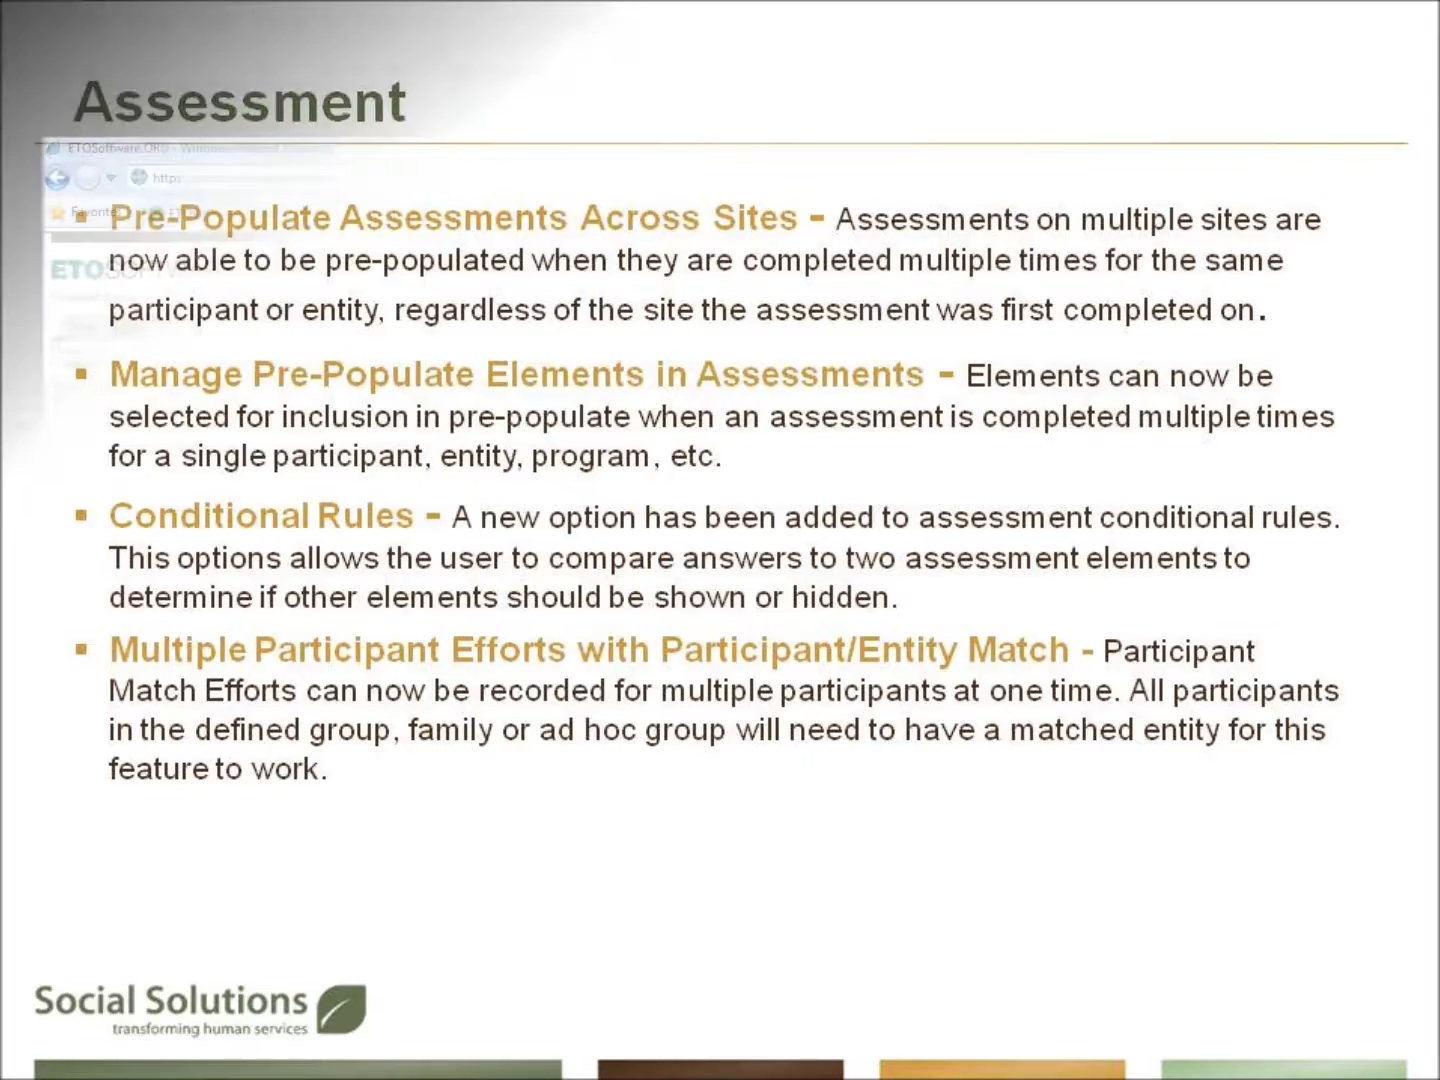 Assessment
ETOSoftware.ORG - Windows
http:
Favorites
ETOSOFTWARE
▪ Pre-Populate Assessments Across Sites - Assessments on multiple sites are
now able to be pre-populated when they are completed multiple times for the same
participant or entity, regardless of the site the assessment was first completed on.
▪ Manage Pre-Populate Elements in Assessments - Elements can now be
selected for inclusion in pre-populate when an assessment is completed multiple times
for a single participant, entity, program, etc.
▪ Conditional Rules - A new option has been added to assessment conditional rules.
This options allows the user to compare answers to two assessment elements to
determine if other elements should be shown or hidden.
▪ Multiple Participant Efforts with Participant/Entity Match - Participant
Match Efforts can now be recorded for multiple participants at one time. All participants
in the defined group, family or ad hoc group will need to have a matched entity for this
feature to work.
Social Solutions
transforming human services